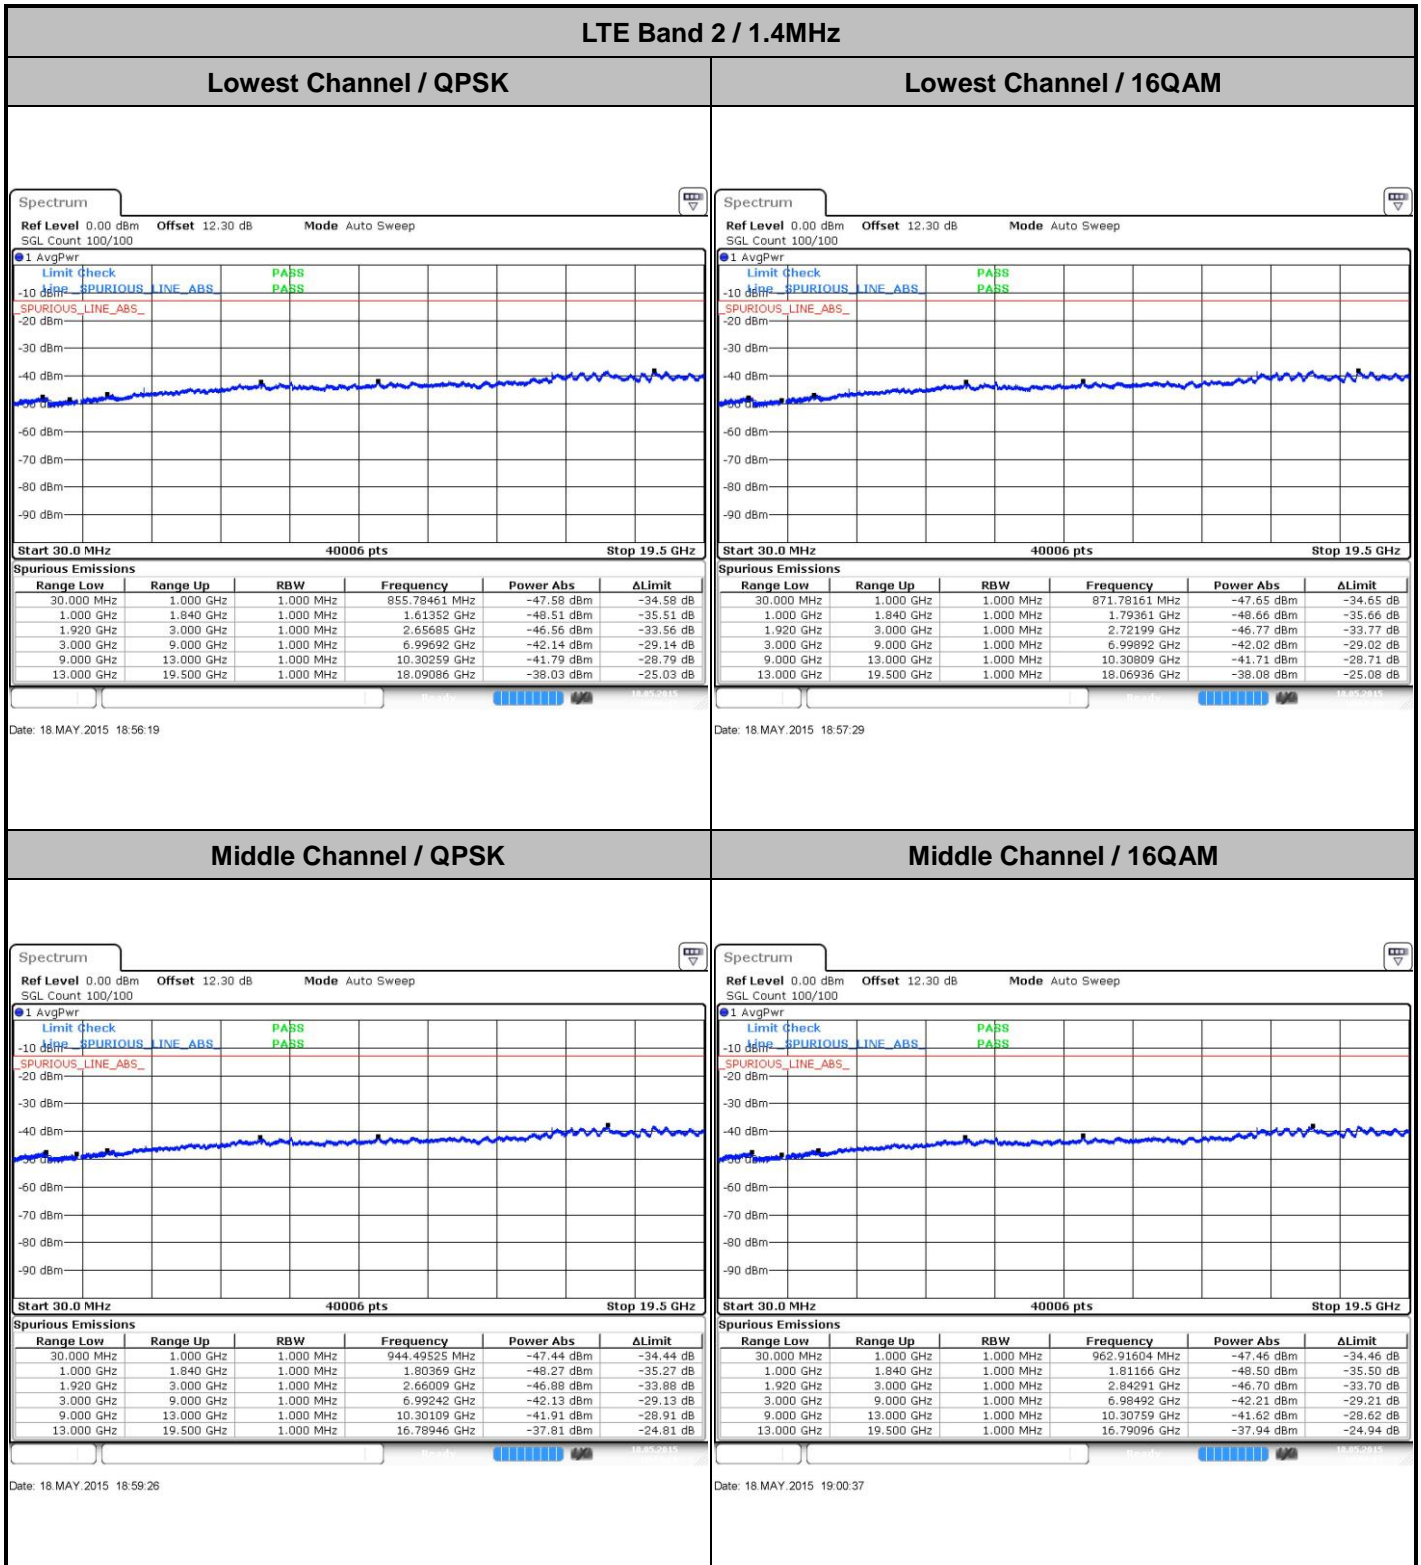 LTE Band 2 / 1.4MHz
Lowest Channel / QPSK
Lowest Channel / 16QAM
Spectrum
Ref Level 0.00 dBm Offset 12.30 dB Mode Auto Sweep
SGL Count 100/100
1 AvgPwr
Limit Check PASS
Line _SPURIOUS_LINE_ABS_ PASS
-10 dBm
_SPURIOUS_LINE_ABS_
-20 dBm
-30 dBm
-40 dBm
-50 dBm
-60 dBm
-70 dBm
-80 dBm
-90 dBm
Start 30.0 MHz 40006 pts Stop 19.5 GHz
Spurious Emissions
Range Low Range Up RBW Frequency Power Abs ΔLimit
30.000 MHz 1.000 GHz 1.000 MHz 855.78461 MHz -47.58 dBm -34.58 dB
1.000 GHz 1.840 GHz 1.000 MHz 1.61352 GHz -48.51 dBm -35.51 dB
1.920 GHz 3.000 GHz 1.000 MHz 2.65685 GHz -46.56 dBm -33.56 dB
3.000 GHz 9.000 GHz 1.000 MHz 6.99692 GHz -42.14 dBm -29.14 dB
9.000 GHz 13.000 GHz 1.000 MHz 10.30259 GHz -41.79 dBm -28.79 dB
13.000 GHz 19.500 GHz 1.000 MHz 18.09086 GHz -38.03 dBm -25.03 dB
Date: 18.MAY.2015 18:56:19
Spectrum
Ref Level 0.00 dBm Offset 12.30 dB Mode Auto Sweep
SGL Count 100/100
1 AvgPwr
Limit Check PASS
Line _SPURIOUS_LINE_ABS_ PASS
-10 dBm
_SPURIOUS_LINE_ABS_
-20 dBm
-30 dBm
-40 dBm
-50 dBm
-60 dBm
-70 dBm
-80 dBm
-90 dBm
Start 30.0 MHz 40006 pts Stop 19.5 GHz
Spurious Emissions
Range Low Range Up RBW Frequency Power Abs ΔLimit
30.000 MHz 1.000 GHz 1.000 MHz 871.78161 MHz -47.65 dBm -34.65 dB
1.000 GHz 1.840 GHz 1.000 MHz 1.79361 GHz -48.66 dBm -35.66 dB
1.920 GHz 3.000 GHz 1.000 MHz 2.72199 GHz -46.77 dBm -33.77 dB
3.000 GHz 9.000 GHz 1.000 MHz 6.99892 GHz -42.02 dBm -29.02 dB
9.000 GHz 13.000 GHz 1.000 MHz 10.30809 GHz -41.71 dBm -28.71 dB
13.000 GHz 19.500 GHz 1.000 MHz 18.06936 GHz -38.08 dBm -25.08 dB
Date: 18.MAY.2015 18:57:29
Middle Channel / QPSK
Middle Channel / 16QAM
Spectrum
Ref Level 0.00 dBm Offset 12.30 dB Mode Auto Sweep
SGL Count 100/100
1 AvgPwr
Limit Check PASS
Line _SPURIOUS_LINE_ABS_ PASS
-10 dBm
_SPURIOUS_LINE_ABS_
-20 dBm
-30 dBm
-40 dBm
-50 dBm
-60 dBm
-70 dBm
-80 dBm
-90 dBm
Start 30.0 MHz 40006 pts Stop 19.5 GHz
Spurious Emissions
Range Low Range Up RBW Frequency Power Abs ΔLimit
30.000 MHz 1.000 GHz 1.000 MHz 944.49525 MHz -47.44 dBm -34.44 dB
1.000 GHz 1.840 GHz 1.000 MHz 1.80369 GHz -48.27 dBm -35.27 dB
1.920 GHz 3.000 GHz 1.000 MHz 2.66009 GHz -46.88 dBm -33.88 dB
3.000 GHz 9.000 GHz 1.000 MHz 6.99242 GHz -42.13 dBm -29.13 dB
9.000 GHz 13.000 GHz 1.000 MHz 10.30109 GHz -41.91 dBm -28.91 dB
13.000 GHz 19.500 GHz 1.000 MHz 16.78946 GHz -37.81 dBm -24.81 dB
Date: 18.MAY.2015 18:59:26
Spectrum
Ref Level 0.00 dBm Offset 12.30 dB Mode Auto Sweep
SGL Count 100/100
1 AvgPwr
Limit Check PASS
Line _SPURIOUS_LINE_ABS_ PASS
-10 dBm
_SPURIOUS_LINE_ABS_
-20 dBm
-30 dBm
-40 dBm
-50 dBm
-60 dBm
-70 dBm
-80 dBm
-90 dBm
Start 30.0 MHz 40006 pts Stop 19.5 GHz
Spurious Emissions
Range Low Range Up RBW Frequency Power Abs ΔLimit
30.000 MHz 1.000 GHz 1.000 MHz 962.91604 MHz -47.46 dBm -34.46 dB
1.000 GHz 1.840 GHz 1.000 MHz 1.81166 GHz -48.50 dBm -35.50 dB
1.920 GHz 3.000 GHz 1.000 MHz 2.84291 GHz -46.70 dBm -33.70 dB
3.000 GHz 9.000 GHz 1.000 MHz 6.98492 GHz -42.21 dBm -29.21 dB
9.000 GHz 13.000 GHz 1.000 MHz 10.30759 GHz -41.62 dBm -28.62 dB
13.000 GHz 19.500 GHz 1.000 MHz 16.79096 GHz -37.94 dBm -24.94 dB
Date: 18.MAY.2015 19:00:37